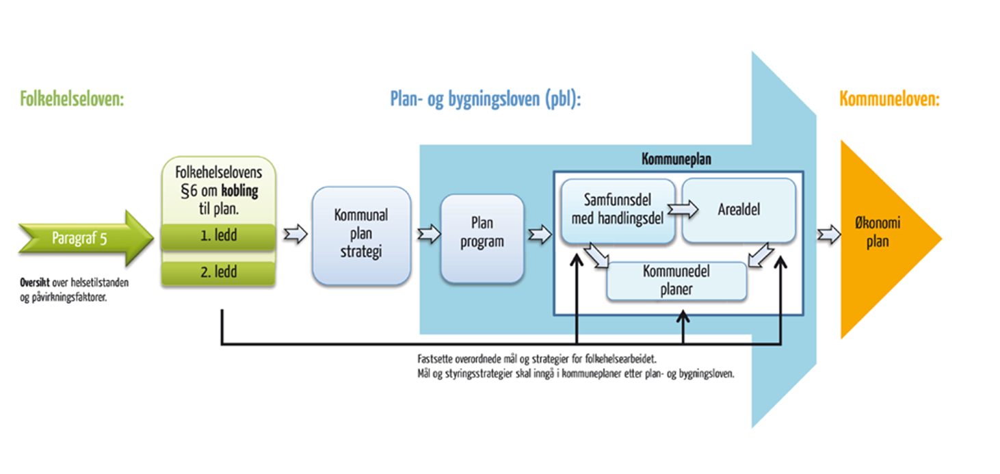 Folkehelseloven:
Plan- og bygningsloven (pbl):
Kommuneloven:
Paragraf 5
Oversikt over helsetilstanden
og påvirkningsfaktorer.
Folkehelselovens
§6 om kobling
til plan.
1. ledd
2. ledd
Kommunal
plan
strategi
Plan
program
Kommuneplan
Samfunnsdel
med handlingsdel
Arealdel
Kommunedel
planer
Økonomi
plan
Fastsette overordnede mål og strategier for folkehelsearbeidet.
Mål og styringsstrategier skal inngå i kommuneplaner etter plan- og bygningsloven.